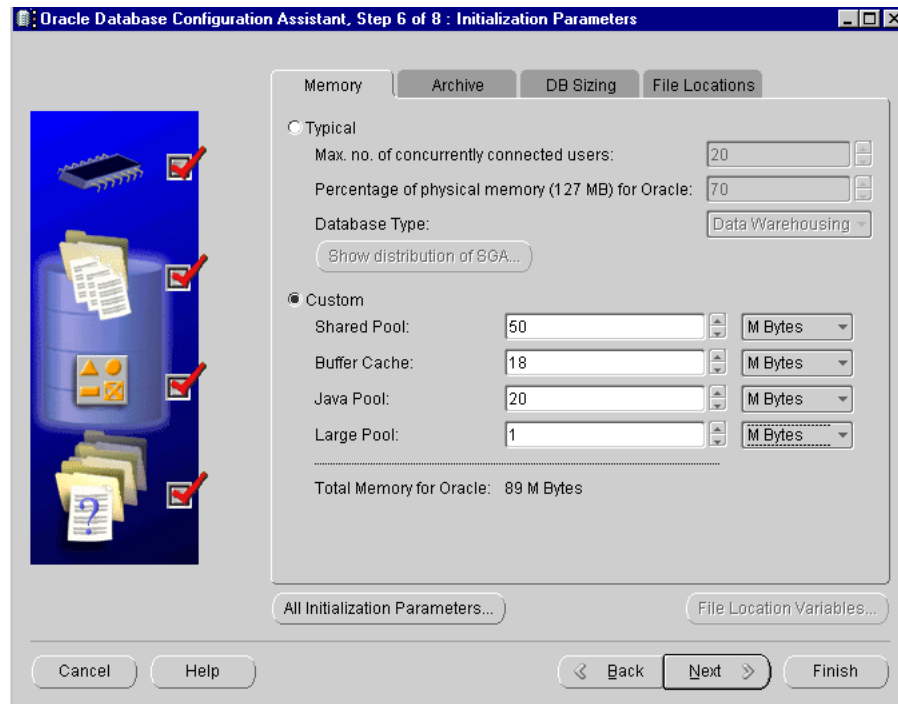 Oracle Database Configuration Assistant, Step 6 of 8 : Initialization Parameters
Memory Archive DB Sizing File Locations
Typical
Max. no. of concurrently connected users: 20
Percentage of physical memory (127 MB) for Oracle: 70
Database Type: Data Warehousing
Show distribution of SGA...
Custom
Shared Pool: 50 M Bytes
Buffer Cache: 18 M Bytes
Java Pool: 20 M Bytes
Large Pool: 1 M Bytes
Total Memory for Oracle: 89 M Bytes
?
All Initialization Parameters... File Location Variables...
Cancel Help Back Next Finish